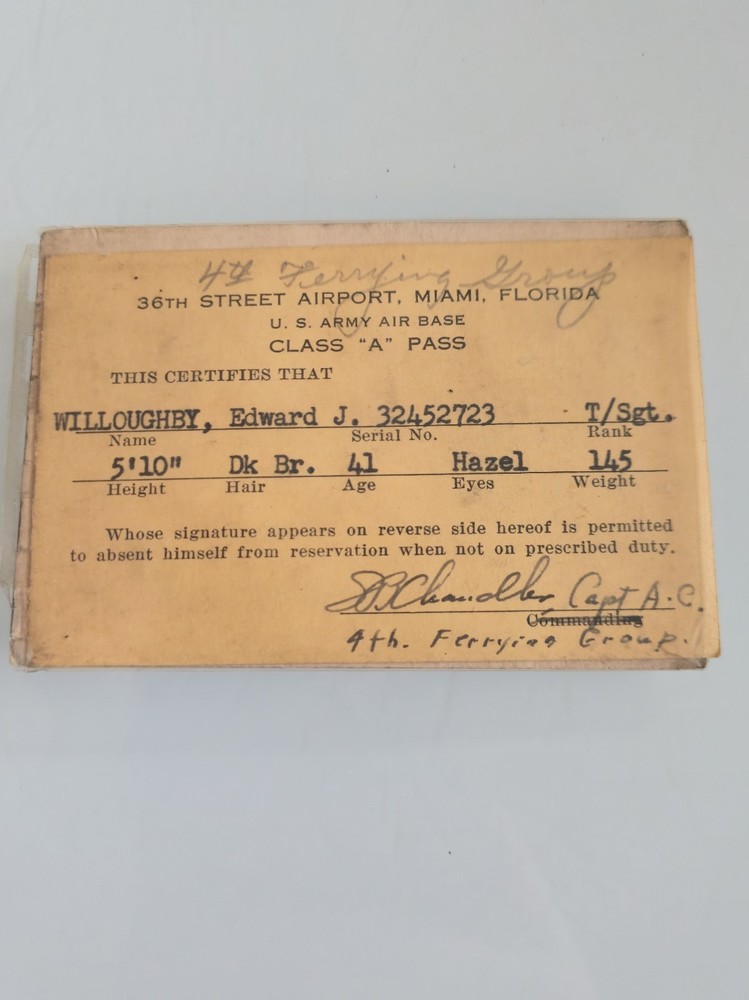 4th Ferrying Group
36TH STREET AIRPORT, MIAMI, FLORIDA
U. S. ARMY AIR BASE
CLASS "A" PASS
THIS CERTIFIES THAT
WILLOUGHBY, Edward J. 32452723 T/Sgt.
Name Serial No. Rank
5'10" Dk Br. 41 Hazel 145
Height Hair Age Eyes Weight
Whose signature appears on reverse side hereof is permitted
to absent himself from reservation when not on prescribed duty.
Chandler, Capt A.C.
Commanding
4th. Ferrying Group.